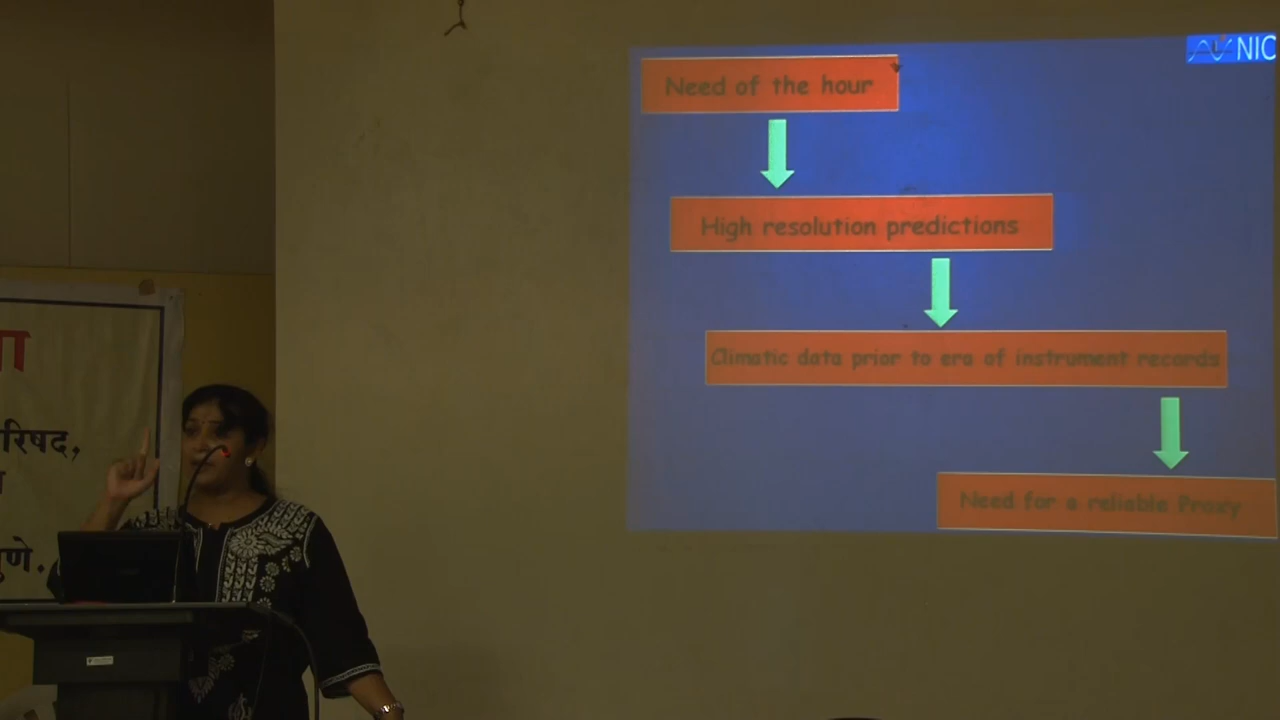 NIC
Need of the hour
High resolution predictions
Climatic data prior to era of instrument records
Need for a reliable Proxy
रिषद,
पुणे.